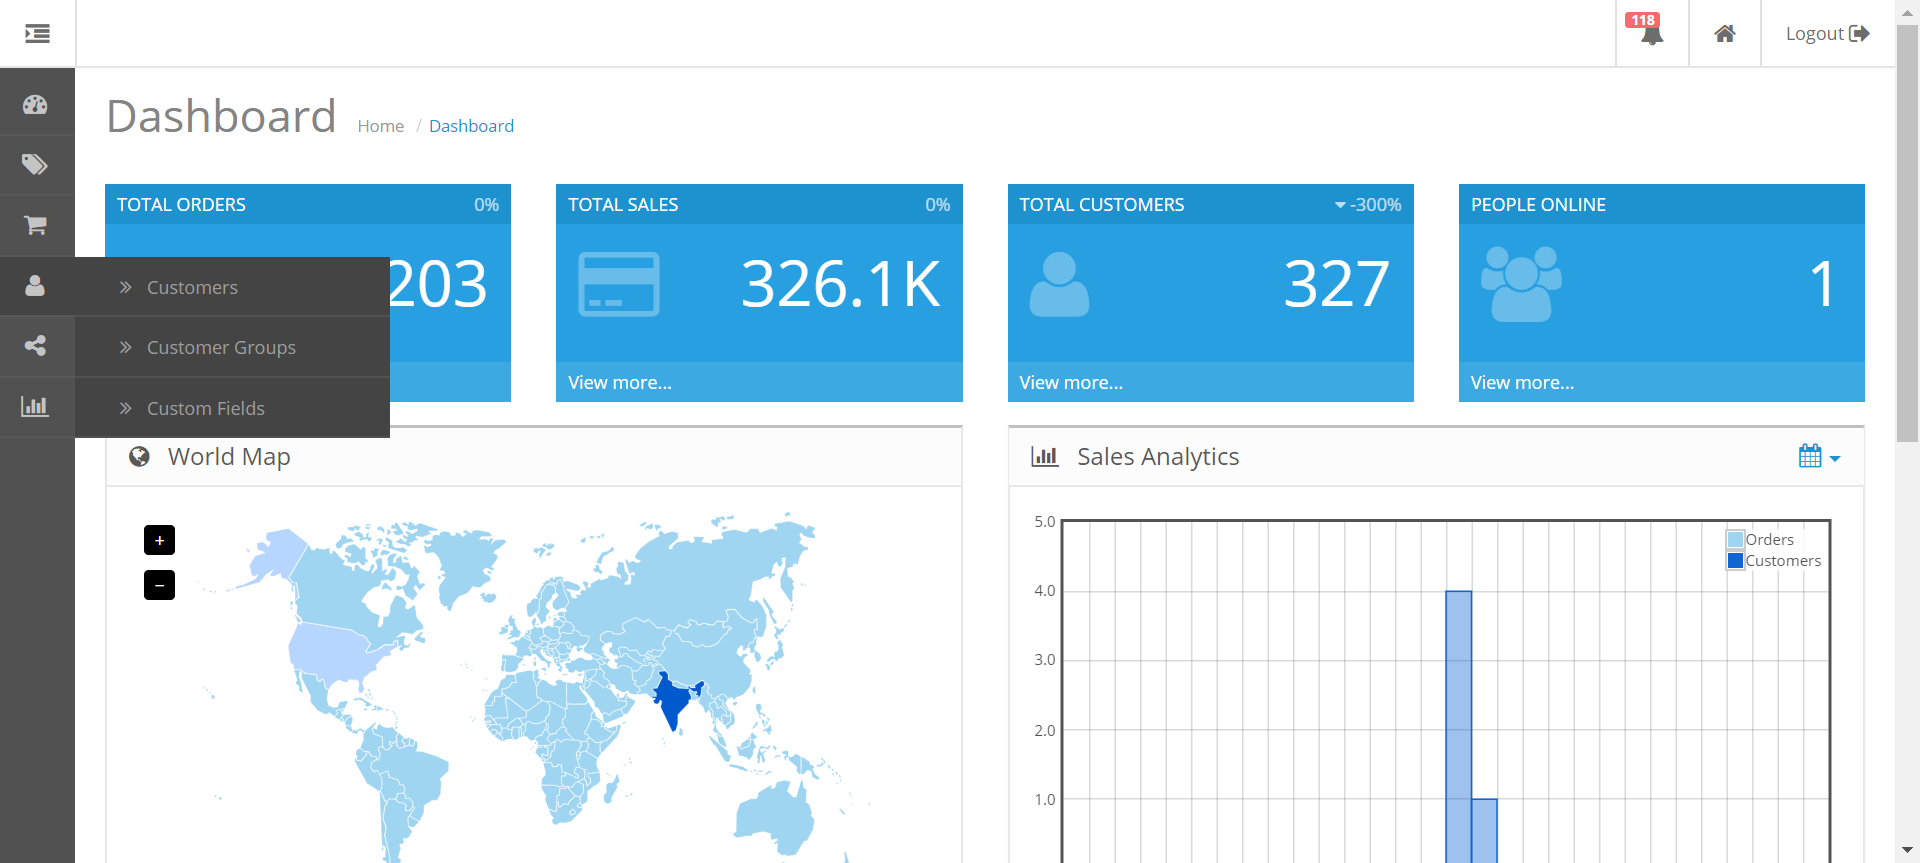 118
Logout
Dashboard
Home / Dashboard
TOTAL ORDERS 0%
203
TOTAL SALES 0%
326.1K
View more...
TOTAL CUSTOMERS -300%
327
View more...
PEOPLE ONLINE
1
View more...
» Customers
» Customer Groups
» Custom Fields
World Map
+
−
Sales Analytics
5.0
4.0
3.0
2.0
1.0
Orders
Customers